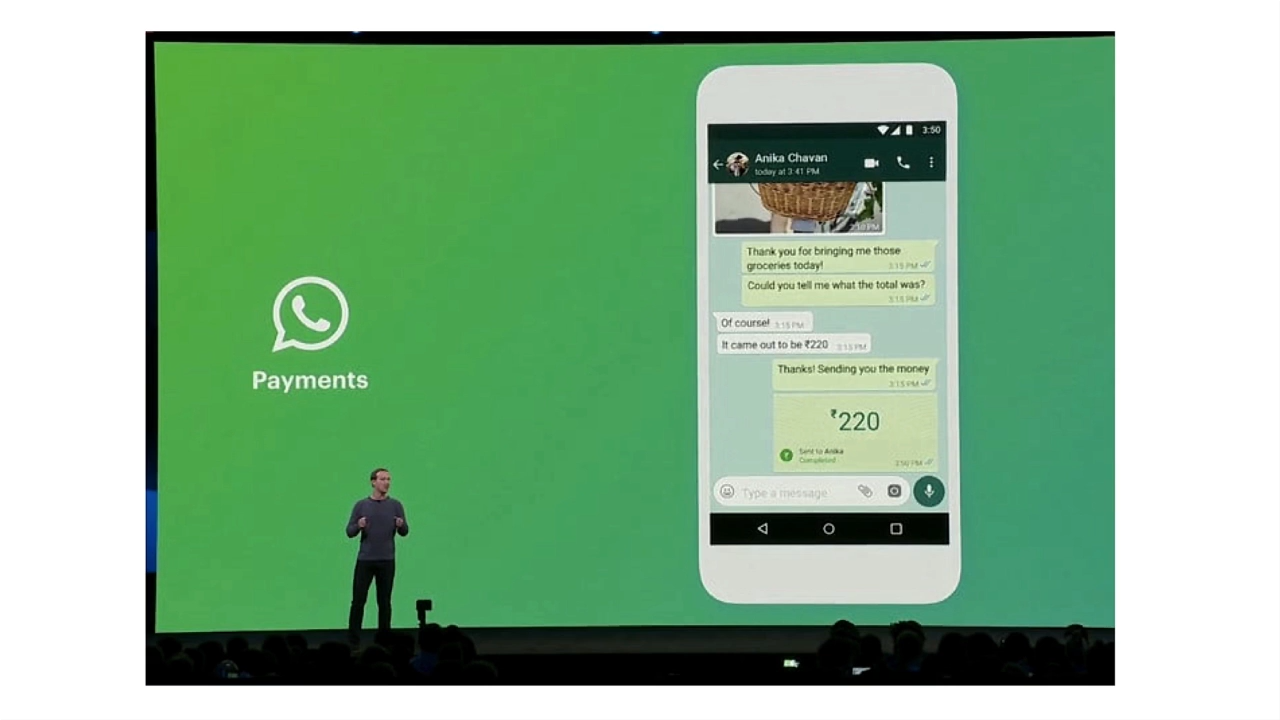 Payments
3:50
Anika Chavan
today at 3:41 PM
Thank you for bringing me those
groceries today!
3:15 PM
Could you tell me what the total was?
3:15 PM
Of course! 3:15 PM
It came out to be ₹220 3:15 PM
Thanks! Sending you the money
3:15 PM
₹220
Sent to Anika
Completed
3:50 PM
Type a message